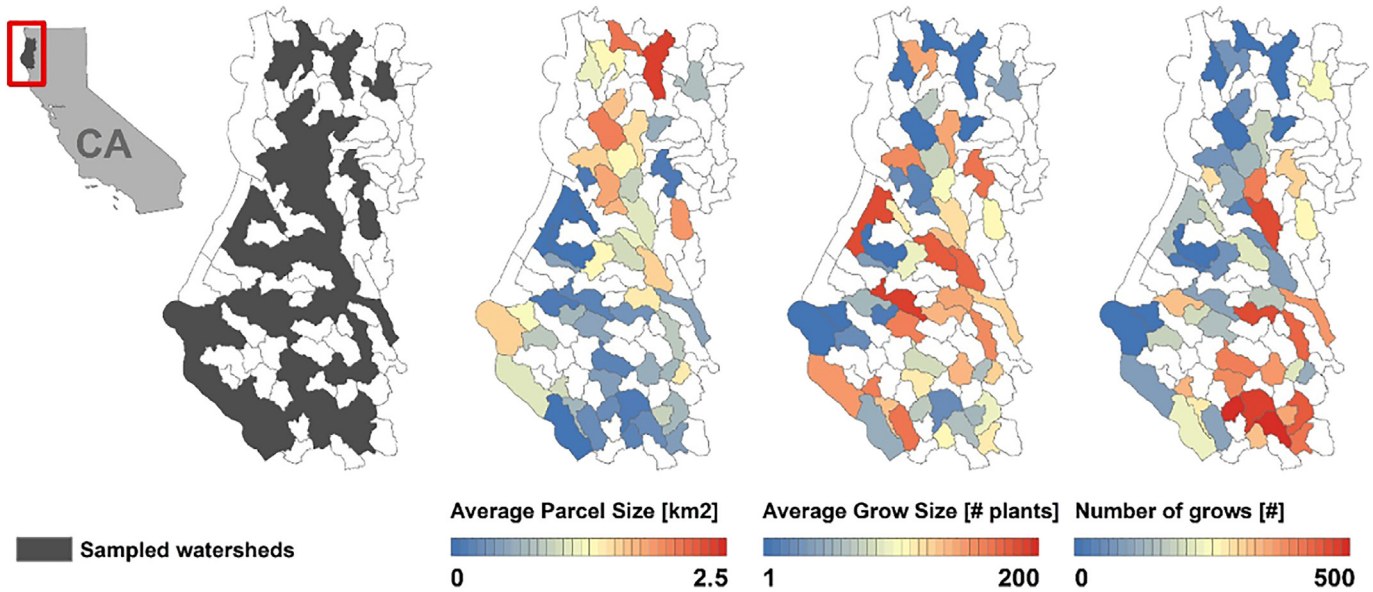 CA
Sampled watersheds
Average Parcel Size [km2]
0 2.5
Average Grow Size [# plants]
1 200
Number of grows [#]
0 500